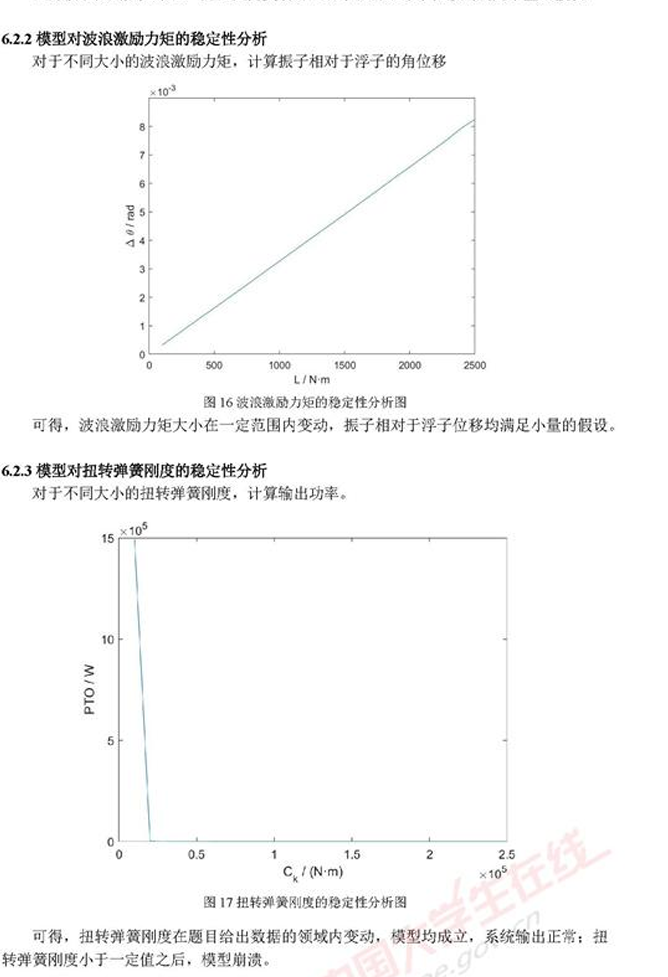 6.2.2 模型对波浪激励力矩的稳定性分析
对于不同大小的波浪激励力矩，计算振子相对于浮子的角位移
×10⁻³
8
7
6
5
4
3
2
1
0
Δ θ / rad
0 500 1000 1500 2000 2500
L / N·m
图 16 波浪激励力矩的稳定性分析图
可得，波浪激励力矩大小在一定范围内变动，振子相对于浮子位移均满足小量的假设。
6.2.3 模型对扭转弹簧刚度的稳定性分析
对于不同大小的扭转弹簧刚度，计算输出功率。
×10⁵
15
10
5
0
PTO / W
0 0.5 1 1.5 2 2.5
Cₖ / (N·m)
×10⁵
图 17 扭转弹簧刚度的稳定性分析图
可得，扭转弹簧刚度在题目给出数据的领域内变动，模型均成立，系统输出正常；扭
转弹簧刚度小于一定值之后，模型崩溃。
中国大学生在线